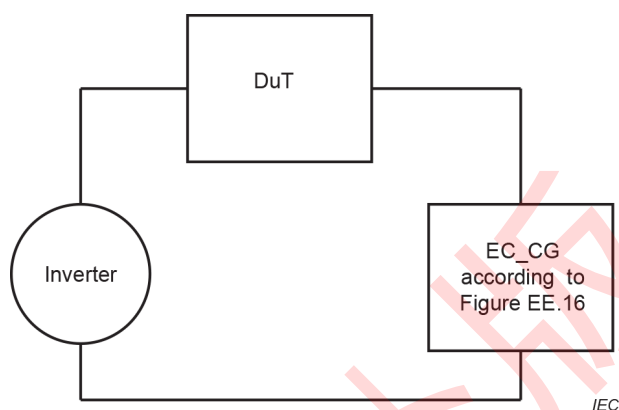 DuT
Inverter
EC_CG
according to
Figure EE.16
IEC